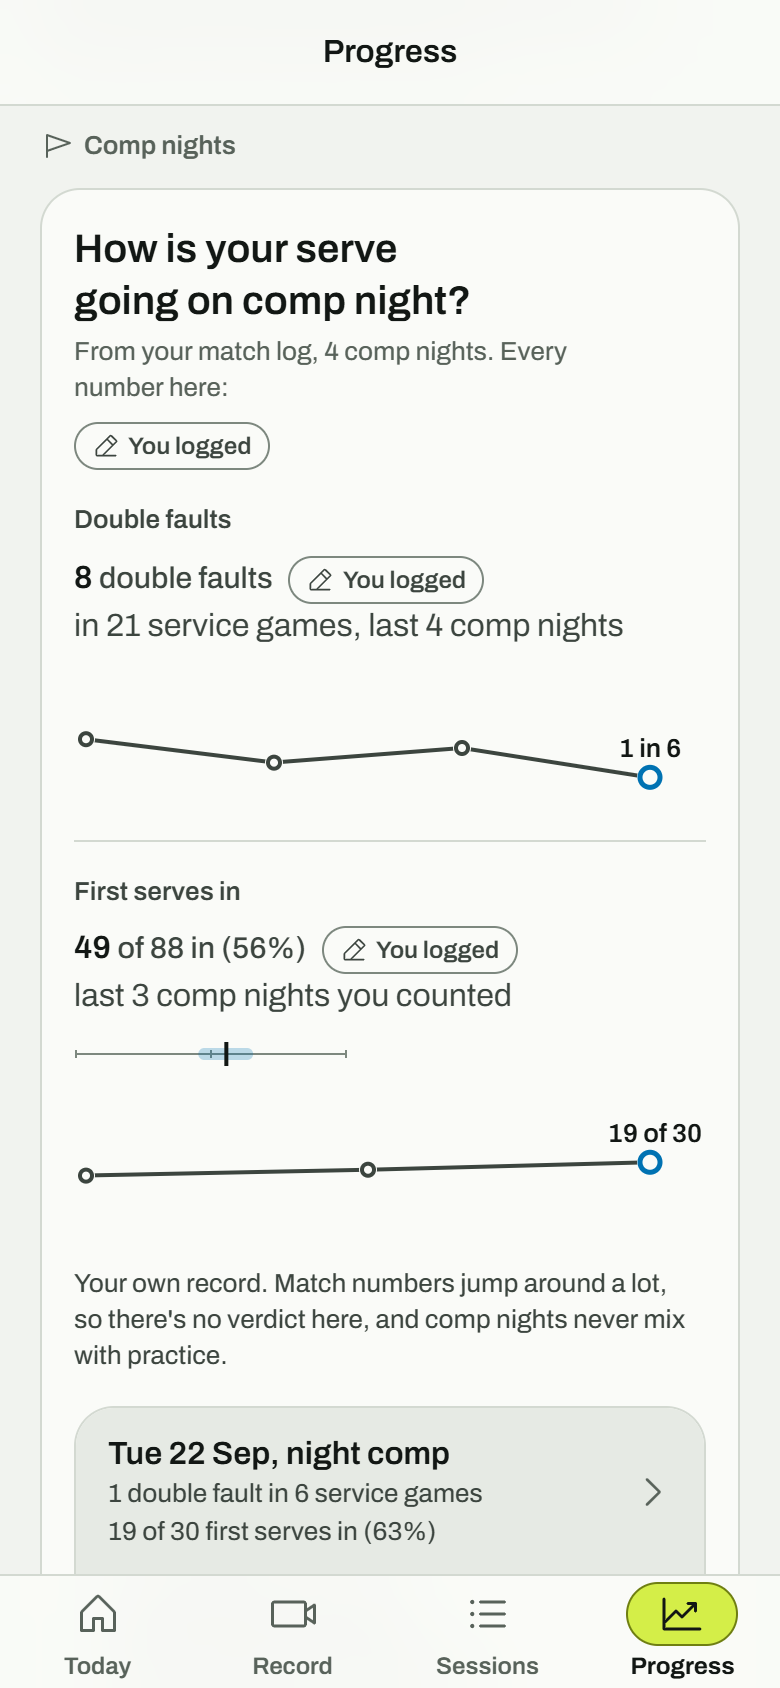 Progress
Comp nights
How is your serve
going on comp night?
From your match log, 4 comp nights. Every
number here:
You logged
Double faults
8 double faults You logged
in 21 service games, last 4 comp nights
1 in 6
First serves in
49 of 88 in (56%) You logged
last 3 comp nights you counted
19 of 30
Your own record. Match numbers jump around a lot,
so there's no verdict here, and comp nights never mix
with practice.
Tue 22 Sep, night comp
1 double fault in 6 service games
19 of 30 first serves in (63%)
Today Record Sessions Progress